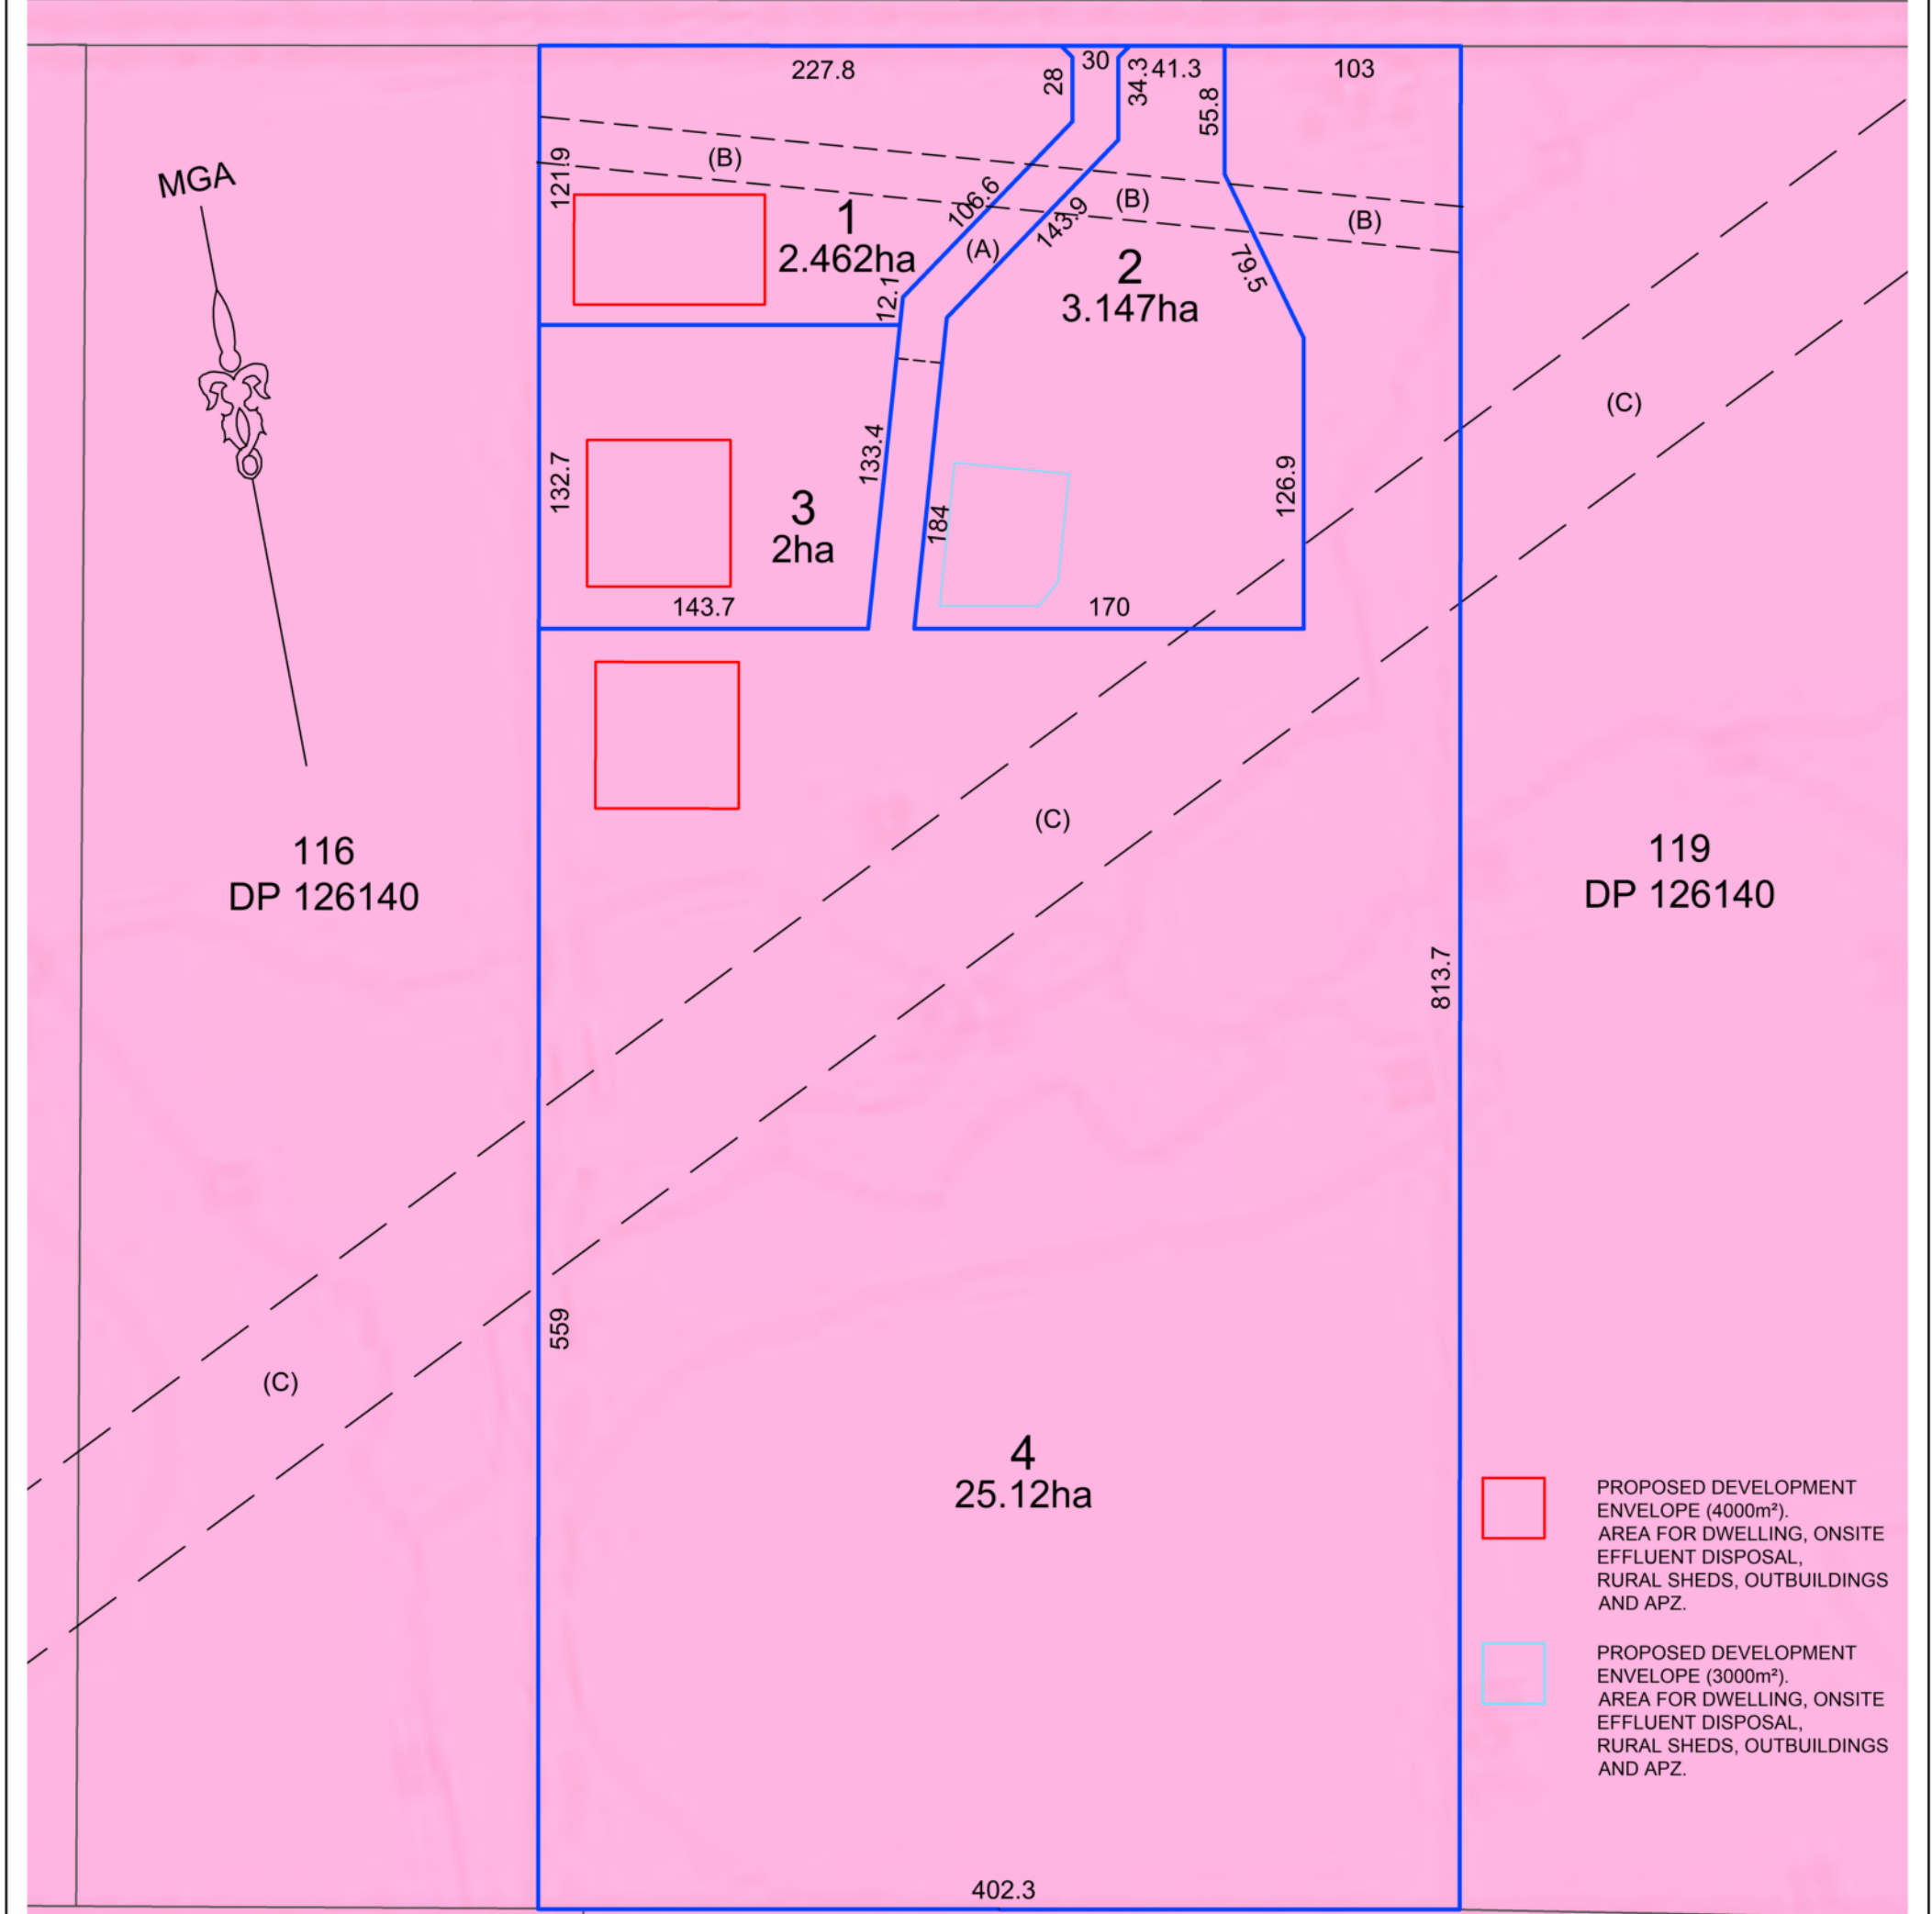 227.8
30
41.3
103
28
34.3
55.8
MGA
121.9
(B)
(B)
(B)
106.6
143.9
(A)
1
2.462ha
12.1
2
3.147ha
79.5
(C)
132.7
133.4
3
2ha
184
126.9
143.7
170
(C)
116
DP 126140
119
DP 126140
813.7
559
(C)
4
25.12ha
402.3
PROPOSED DEVELOPMENT
ENVELOPE (4000m²).
AREA FOR DWELLING, ONSITE
EFFLUENT DISPOSAL,
RURAL SHEDS, OUTBUILDINGS
AND APZ.
PROPOSED DEVELOPMENT
ENVELOPE (3000m²).
AREA FOR DWELLING, ONSITE
EFFLUENT DISPOSAL,
RURAL SHEDS, OUTBUILDINGS
AND APZ.